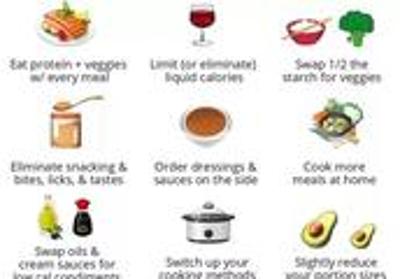 Eat protein + veggies
w/ every meal
Limit (or eliminate)
liquid calories
Swap 1/2 the
starch for veggies
Eliminate snacking &
bites, licks, & tastes
Order dressings &
sauces on the side
Cook more
meals at home
Swap oils &
cream sauces for
low cal condiments
Switch up your
cooking methods
Slightly reduce
your portion sizes